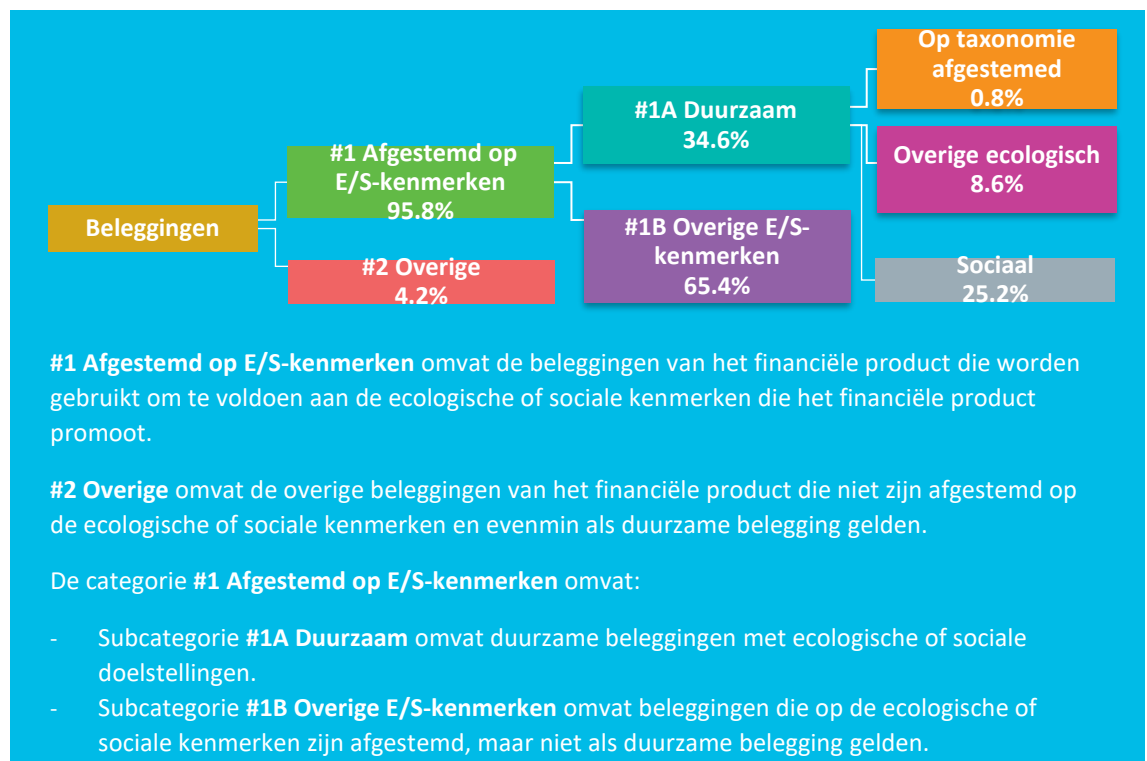 Beleggingen
#1 Afgestemd op
E/S-kenmerken
95.8%
#2 Overige
4.2%
#1A Duurzaam
34.6%
#1B Overige E/S-
kenmerken
65.4%
Op taxonomie
afgestemed
0.8%
Overige ecologisch
8.6%
Sociaal
25.2%
#1 Afgestemd op E/S-kenmerken omvat de beleggingen van het financiële product die worden
gebruikt om te voldoen aan de ecologische of sociale kenmerken die het financiële product
promoot.
#2 Overige omvat de overige beleggingen van het financiële product die niet zijn afgestemd op
de ecologische of sociale kenmerken en evenmin als duurzame belegging gelden.
De categorie #1 Afgestemd op E/S-kenmerken omvat:
- Subcategorie #1A Duurzaam omvat duurzame beleggingen met ecologische of sociale
doelstellingen.
- Subcategorie #1B Overige E/S-kenmerken omvat beleggingen die op de ecologische of
sociale kenmerken zijn afgestemd, maar niet als duurzame belegging gelden.